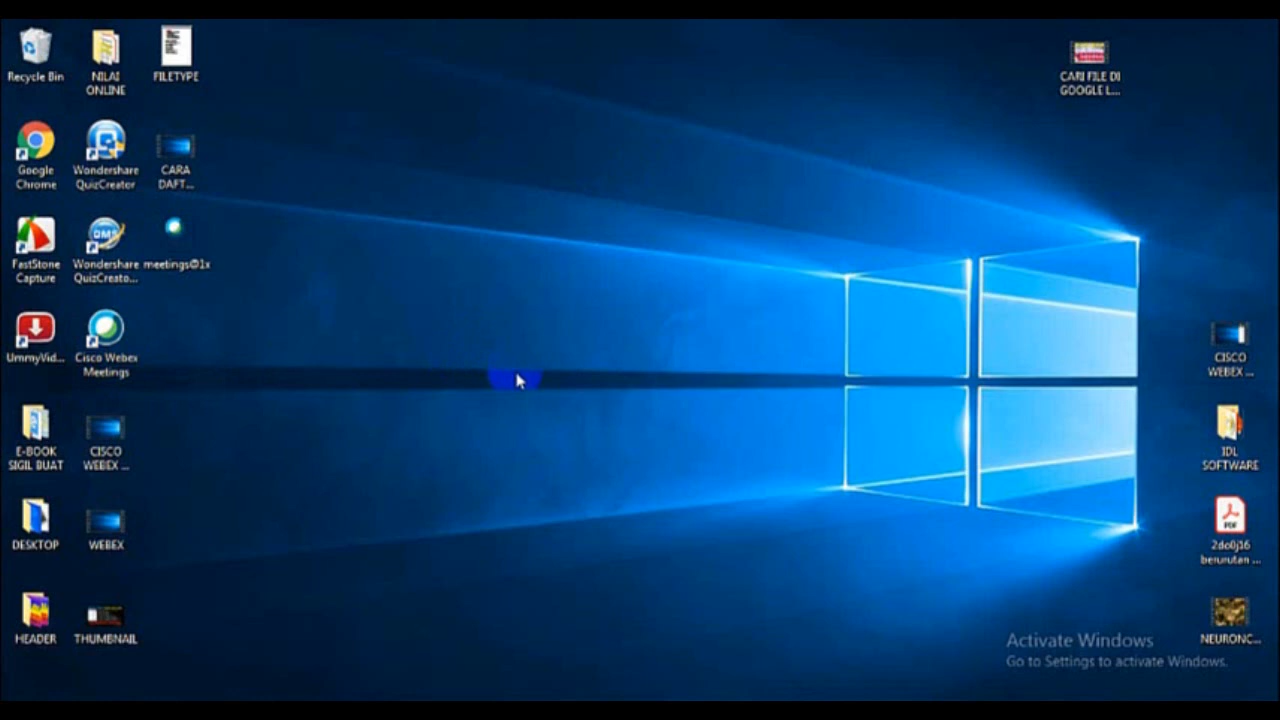 Recycle Bin
NILAI
ONLINE
FILETYPE
CARI FILE DI
GOOGLE L...
Google
Chrome
Wondershare
QuizCreator
CARA
DAFT...
FastStone
Capture
Wondershare
QuizCreato...
meetings@1x
UmmyVid...
Cisco Webex
Meetings
CISCO
WEBEX ...
E-BOOK
SIGIL BUAT
CISCO
WEBEX ...
IDL
SOFTWARE
DESKTOP
WEBEX
PDF
2do0j16
berurutan ...
HEADER
THUMBNAIL
NEURONC...
Activate Windows
Go to Settings to activate Windows.